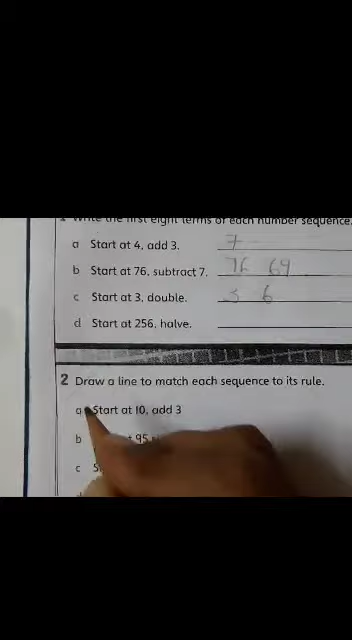 1 Write the first eight terms of each number sequence.
a Start at 4, add 3. 7
b Start at 76, subtract 7. 76 69
c Start at 3, double. 3 6
d Start at 256, halve.
2 Draw a line to match each sequence to its rule.
a Start at 10, add 3
b 95
c S